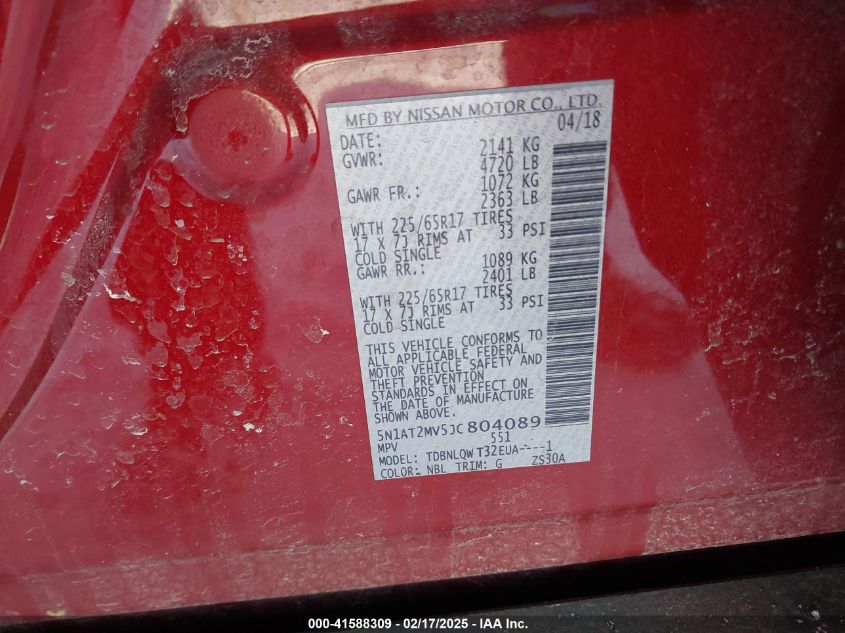 MFD BY NISSAN MOTOR CO., LTD.
DATE: 04/18
GVWR: 2141 KG
4720 LB
GAWR FR.: 1072 KG
2363 LB
WITH 225/65R17 TIRES
17 X 7J RIMS AT 33 PSI
COLD SINGLE
GAWR RR.: 1089 KG
2401 LB
WITH 225/65R17 TIRES
17 X 7J RIMS AT 33 PSI
COLD SINGLE
THIS VEHICLE CONFORMS TO
ALL APPLICABLE FEDERAL
MOTOR VEHICLE SAFETY AND
THEFT PREVENTION
STANDARDS IN EFFECT ON
THE DATE OF MANUFACTURE
SHOWN ABOVE.
5N1AT2MV5JC804089
MPV 551
MODEL: TDBNLQW T32EUA----1
COLOR: NBL TRIM: G ZS30A
000-41588309 - 02/17/2025 - IAA Inc.